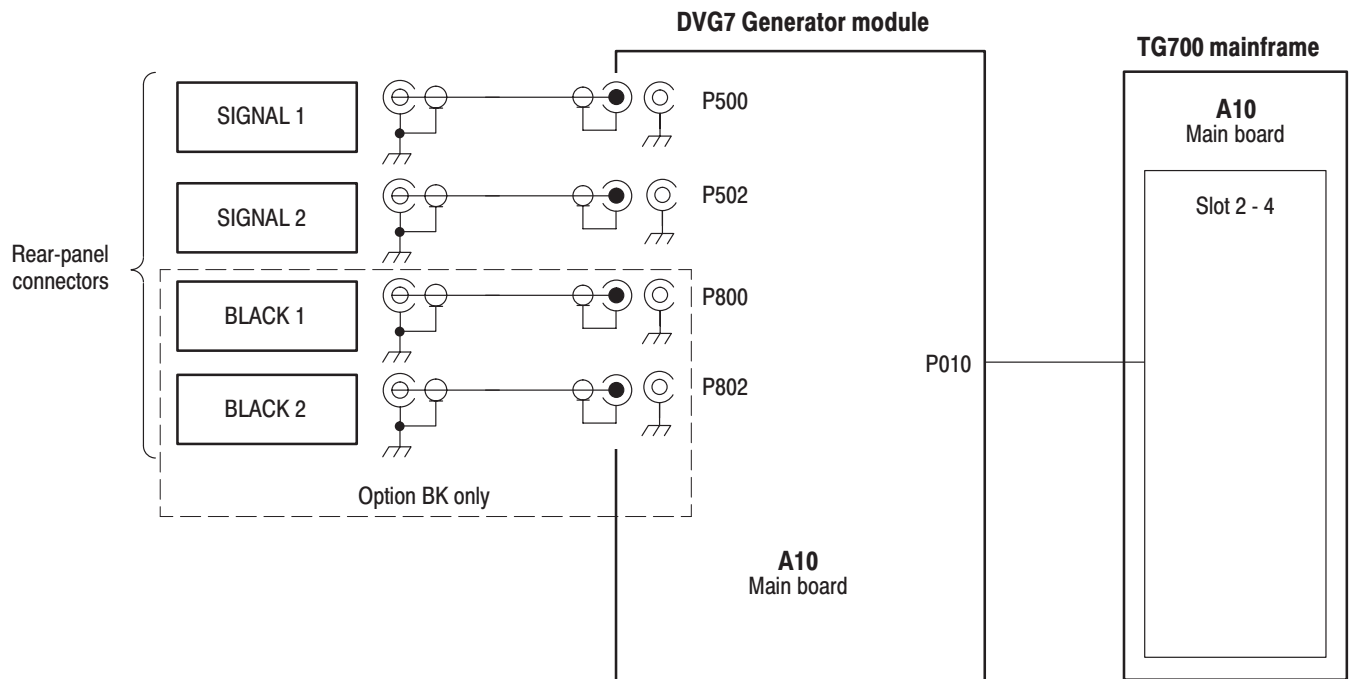 DVG7 Generator module
TG700 mainframe
P500
SIGNAL 1
A10
Main board
P502
Slot 2 - 4
SIGNAL 2
Rear-panel
connectors
P800
BLACK 1
P010
P802
BLACK 2
Option BK only
A10
Main board